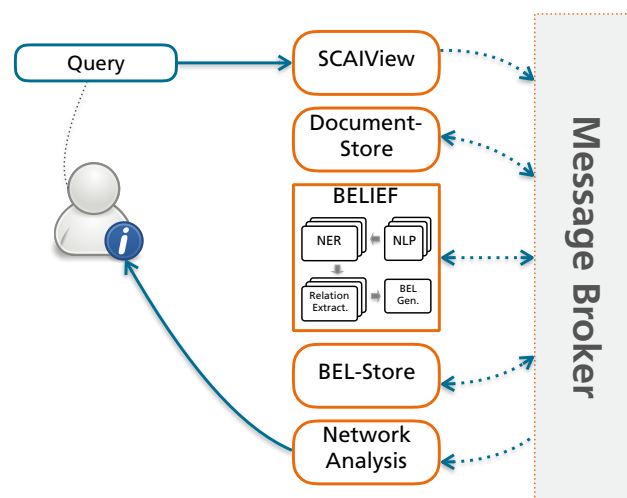 Query
SCAIView
Document-
Store
BELIEF
NER
NLP
Relation
Extract.
BEL
Gen.
BEL-Store
Network
Analysis
Message Broker
i